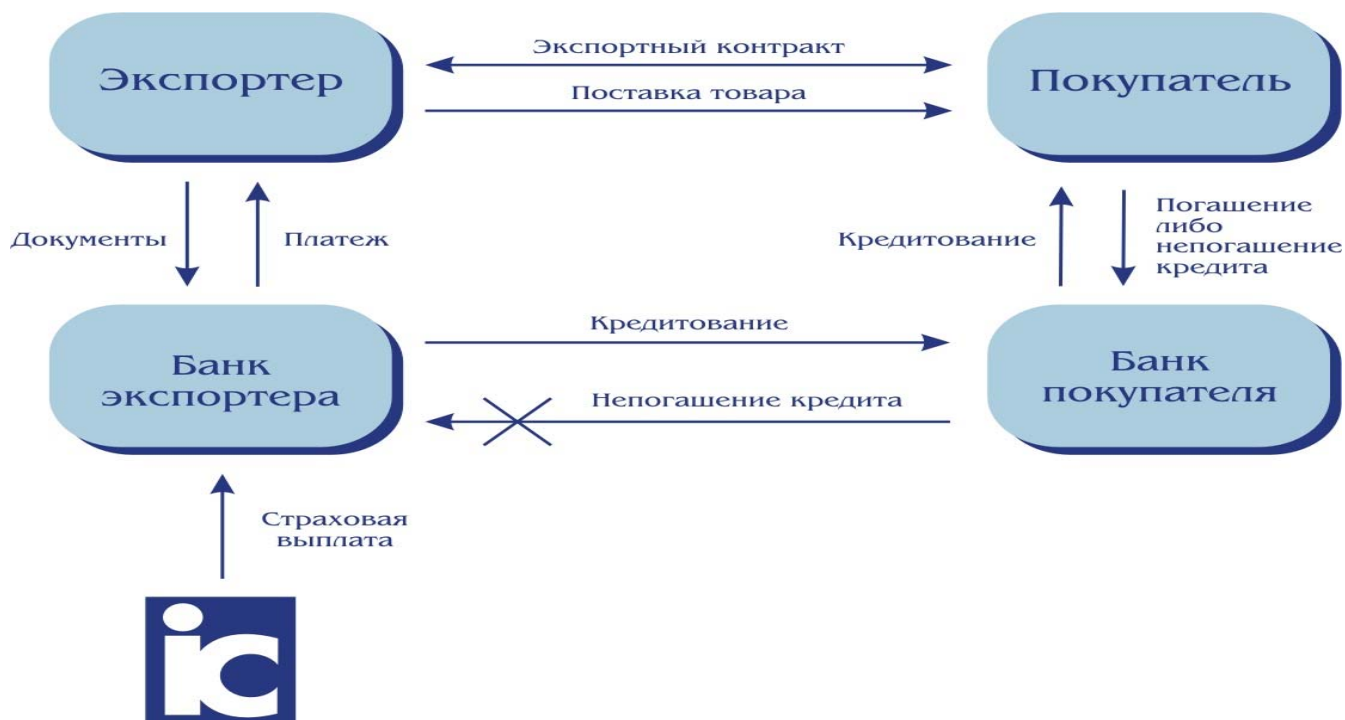 Экспортер
Экспортный контракт
Поставка товара
Покупатель
Документы
Платеж
Кредитование
Погашение
либо
непогашение
кредита
Банк
экспортера
Кредитование
Непогашение кредита
Банк
покупателя
Страховая
выплата
ic